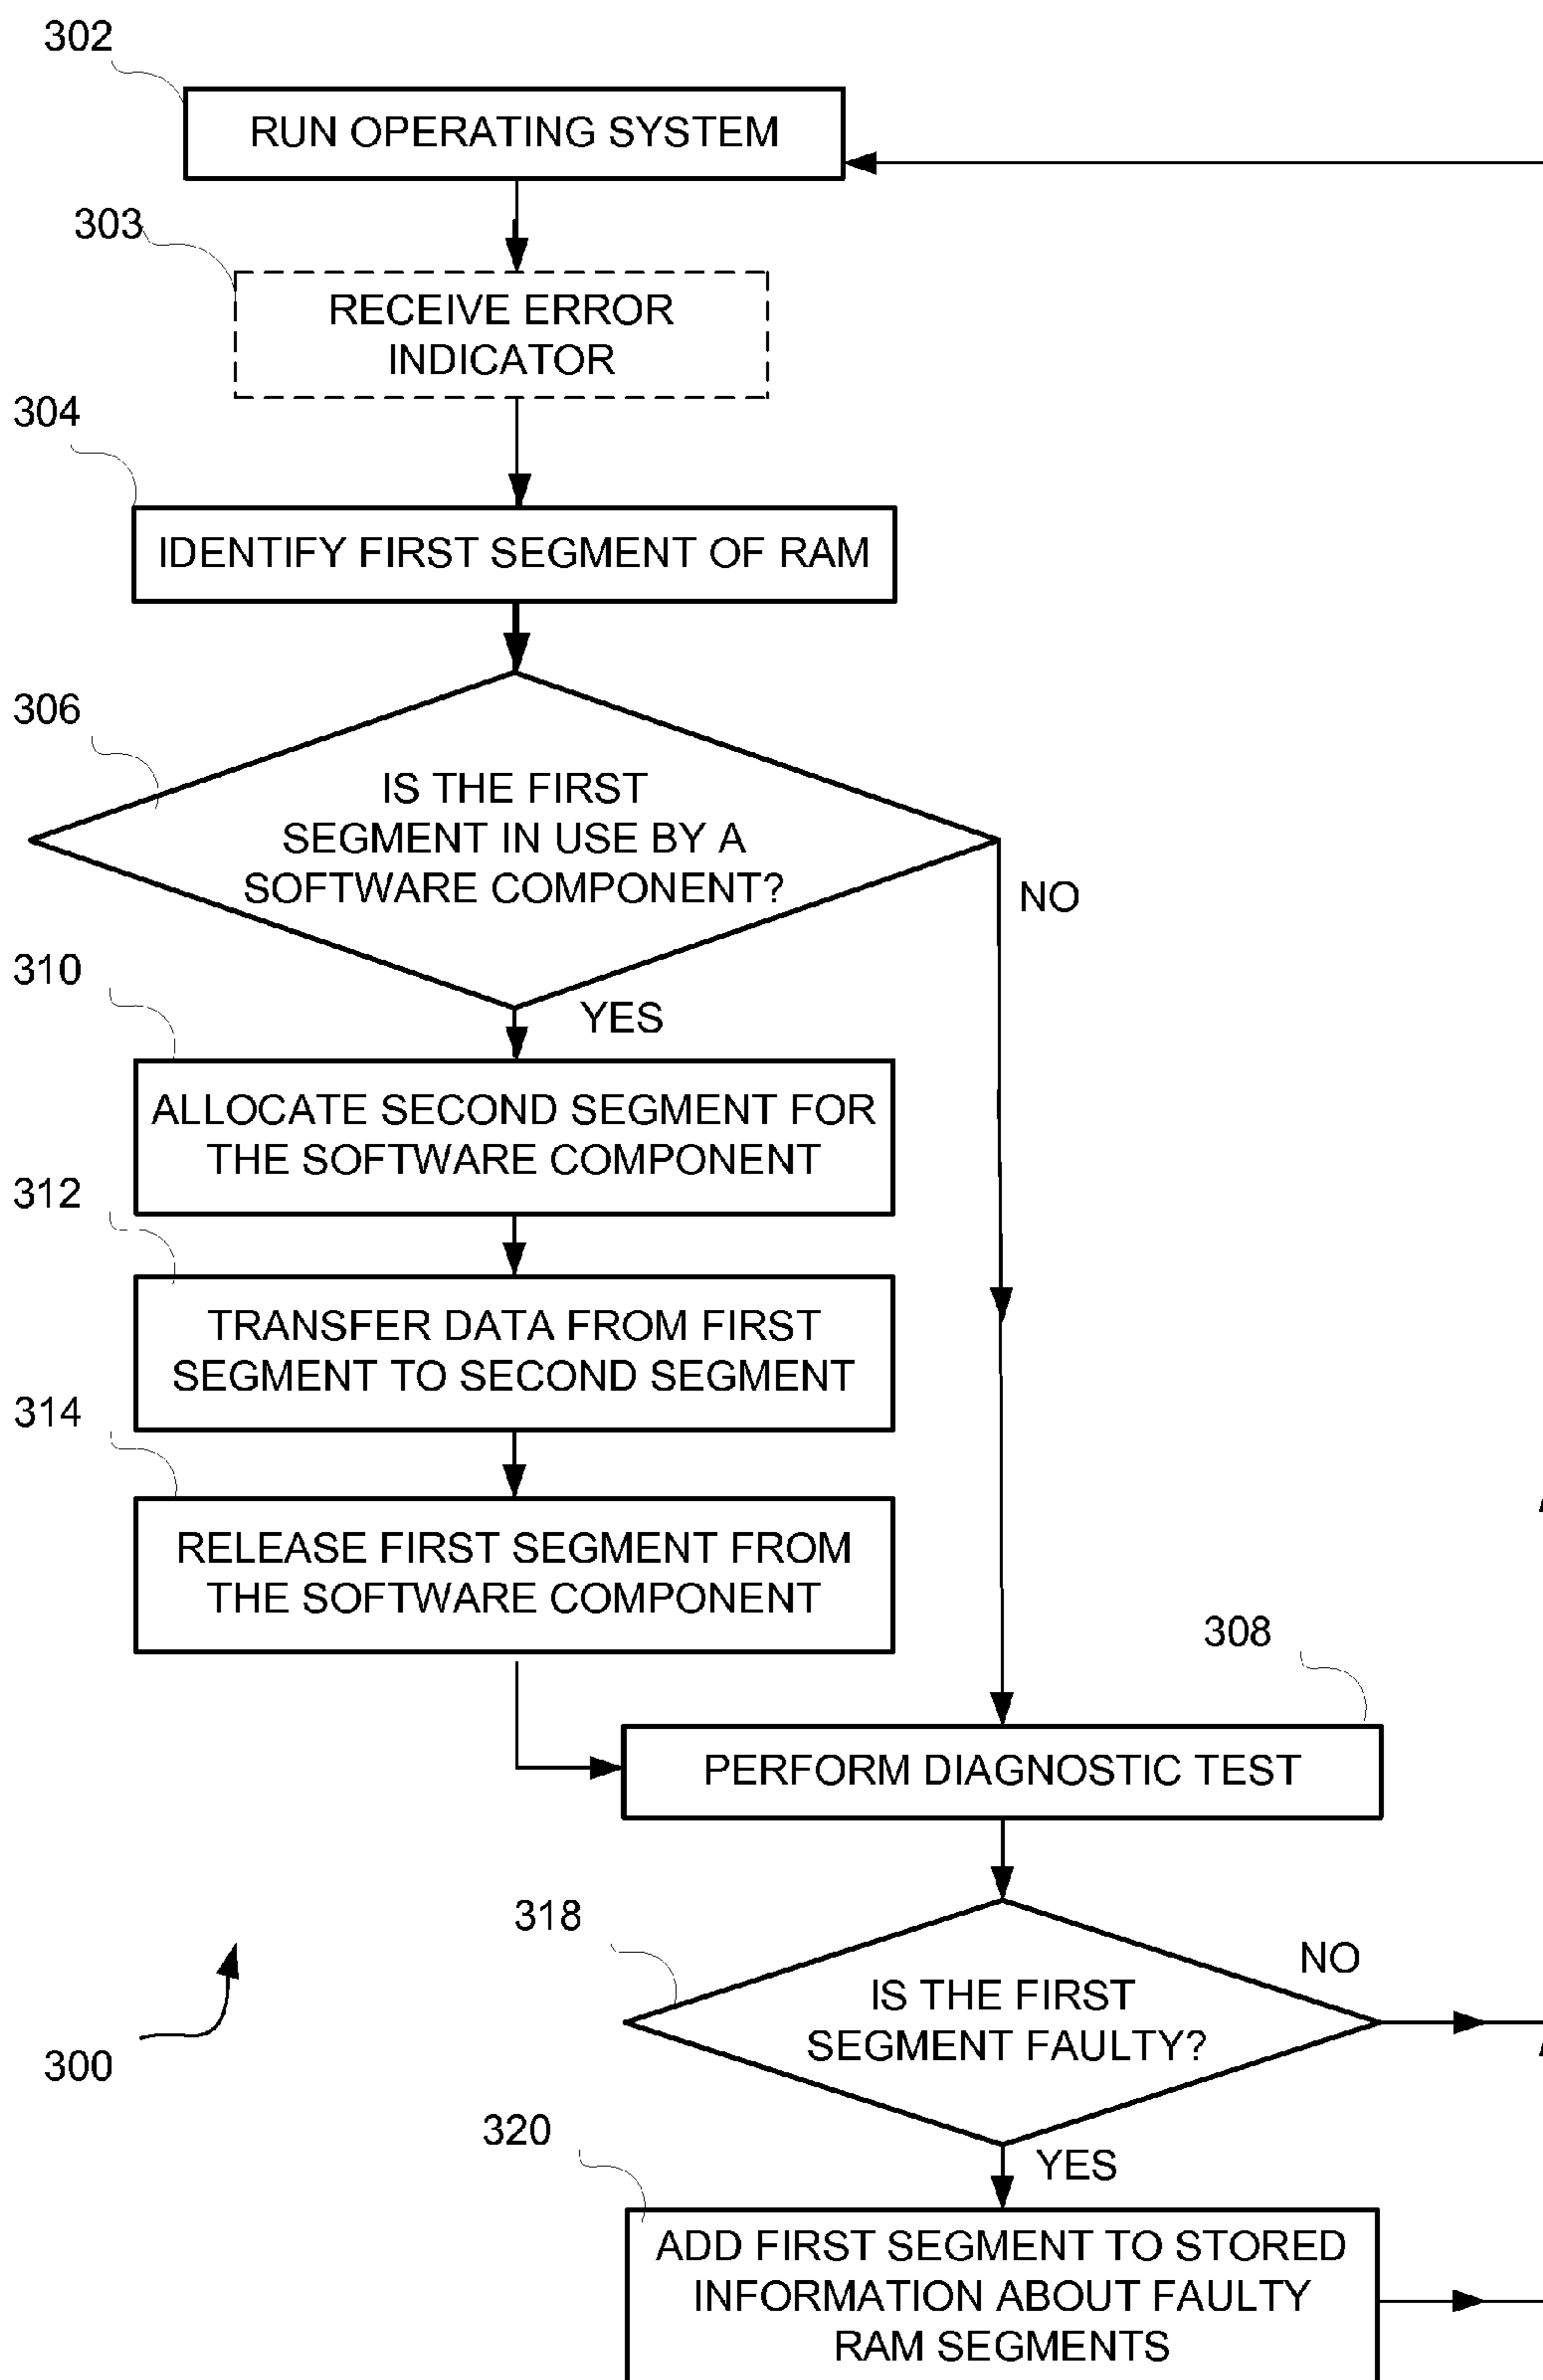 302
RUN OPERATING SYSTEM
303
RECEIVE ERROR
INDICATOR
304
IDENTIFY FIRST SEGMENT OF RAM
306
IS THE FIRST
SEGMENT IN USE BY A
SOFTWARE COMPONENT?
NO
YES
310
ALLOCATE SECOND SEGMENT FOR
THE SOFTWARE COMPONENT
312
TRANSFER DATA FROM FIRST
SEGMENT TO SECOND SEGMENT
314
RELEASE FIRST SEGMENT FROM
THE SOFTWARE COMPONENT
308
PERFORM DIAGNOSTIC TEST
318
IS THE FIRST
SEGMENT FAULTY?
NO
YES
300
320
ADD FIRST SEGMENT TO STORED
INFORMATION ABOUT FAULTY
RAM SEGMENTS